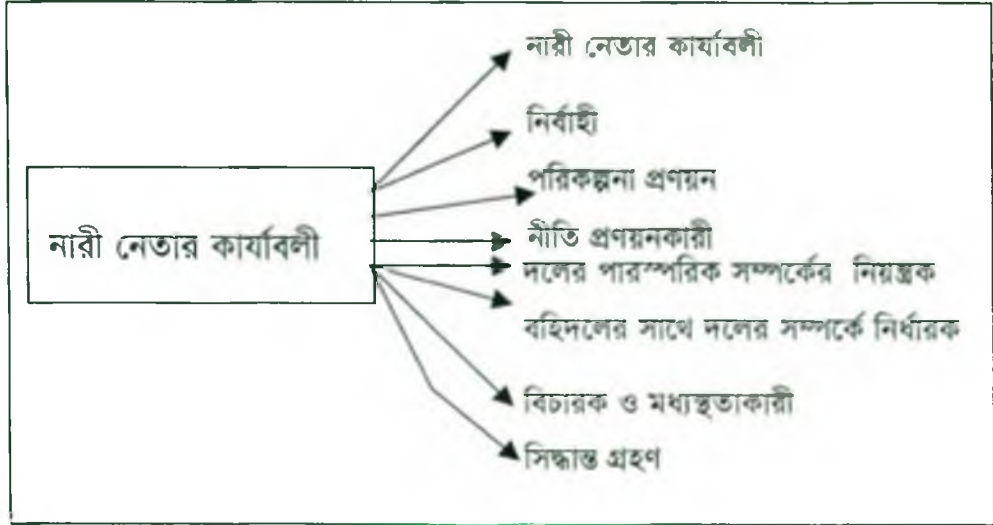 নারী নেতার কার্যাবলী
নির্বাহী
পরিকল্পনা প্রণয়ন
নারী নেতার কার্যাবলী
নীতি প্রণয়নকারী
দলের পারস্পরিক সম্পর্কের নিয়ন্ত্রক
বহিদলের সাথে দলের সম্পর্কে নির্ধারক
বিচারক ও মধ্যস্থতাকারী
সিদ্ধান্ত গ্রহণ